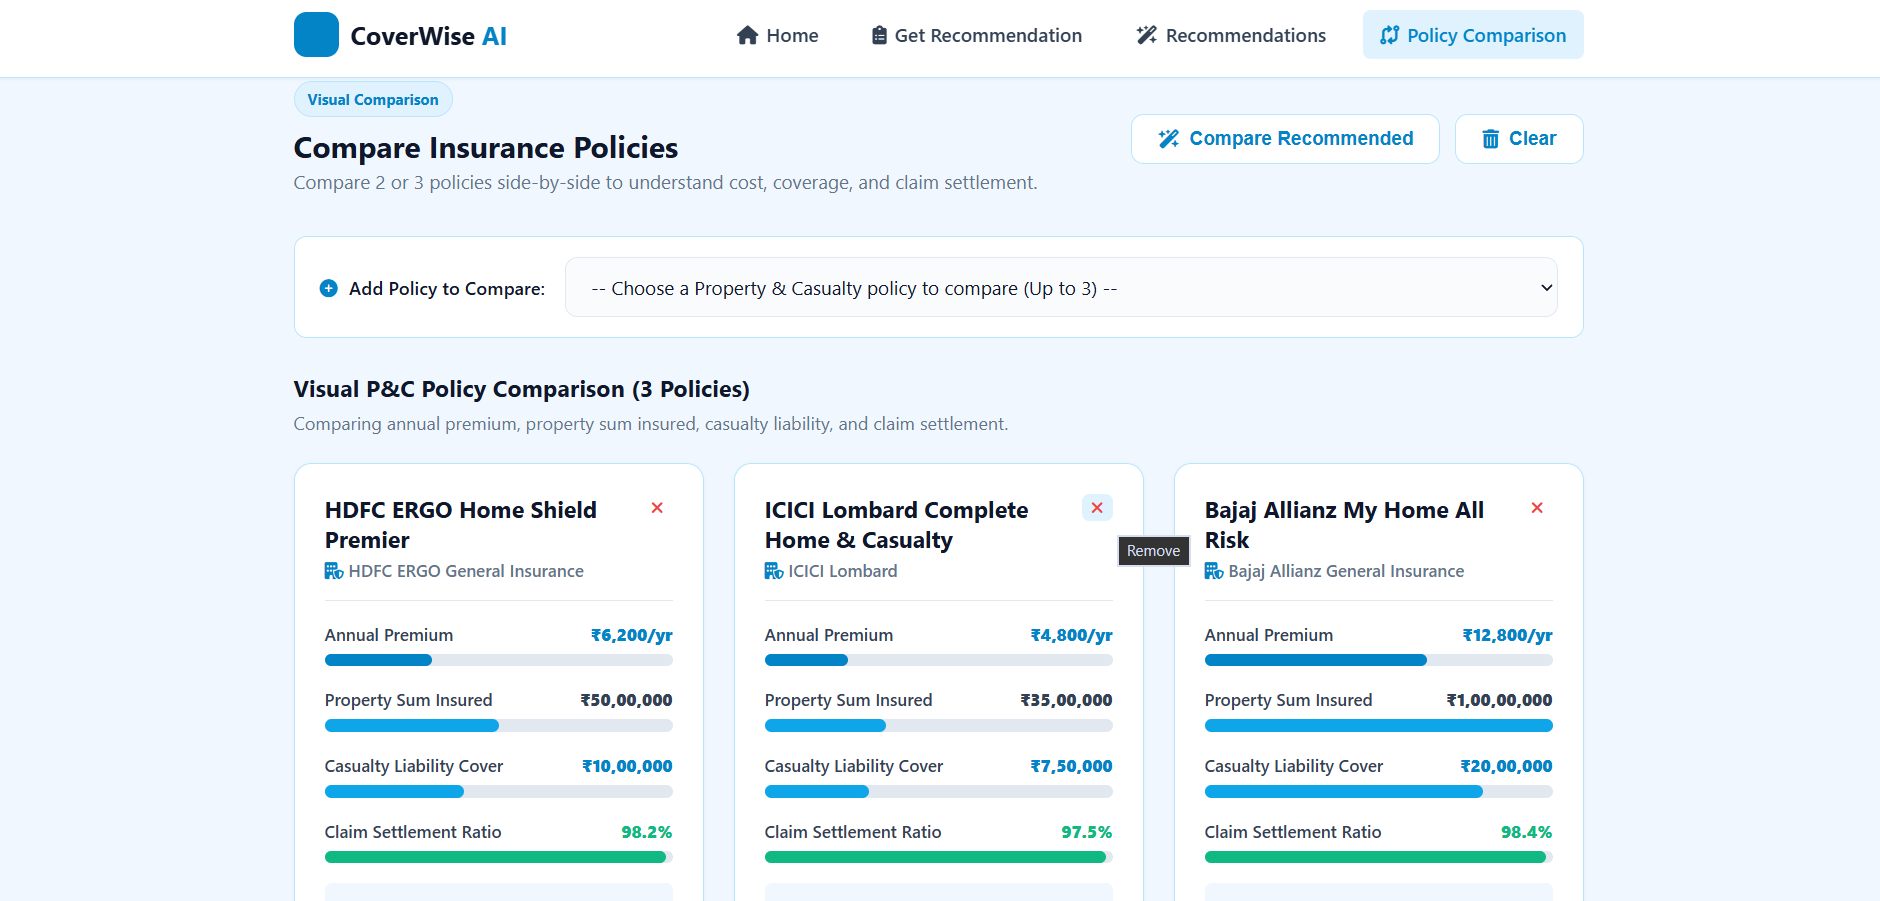 CoverWise AI
Home
Get Recommendation
Recommendations
Policy Comparison
Visual Comparison
Compare Insurance Policies
Compare 2 or 3 policies side-by-side to understand cost, coverage, and claim settlement.
Compare Recommended
Clear
Add Policy to Compare:
-- Choose a Property & Casualty policy to compare (Up to 3) --
Visual P&C Policy Comparison (3 Policies)
Comparing annual premium, property sum insured, casualty liability, and claim settlement.
HDFC ERGO Home Shield
Premier
HDFC ERGO General Insurance
Annual Premium ₹6,200/yr
Property Sum Insured ₹50,00,000
Casualty Liability Cover ₹10,00,000
Claim Settlement Ratio 98.2%
ICICI Lombard Complete
Home & Casualty
Remove
ICICI Lombard
Annual Premium ₹4,800/yr
Property Sum Insured ₹35,00,000
Casualty Liability Cover ₹7,50,000
Claim Settlement Ratio 97.5%
Bajaj Allianz My Home All
Risk
Bajaj Allianz General Insurance
Annual Premium ₹12,800/yr
Property Sum Insured ₹1,00,00,000
Casualty Liability Cover ₹20,00,000
Claim Settlement Ratio 98.4%